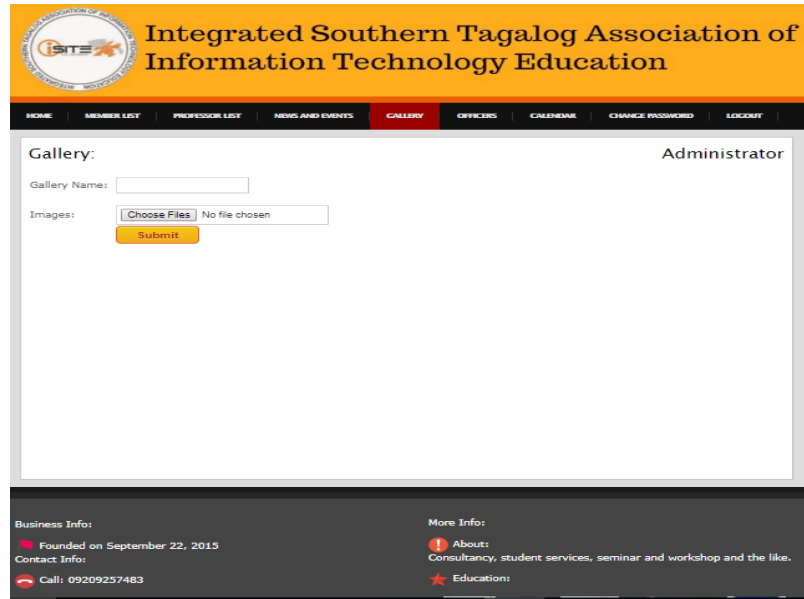 iSITE
Integrated Southern Tagalog Association of
Information Technology Education
HOME MEMBER LIST PROFESSOR LIST NEWS AND EVENTS GALLERY OFFICERS CALENDAR CHANGE PASSWORD LOGOUT
Gallery: Administrator
Gallery Name:
Images: Choose Files No file chosen
Submit
Business Info: More Info:
Founded on September 22, 2015 About:
Contact Info: Consultancy, student services, seminar and workshop and the like.
Call: 09209257483 Education: